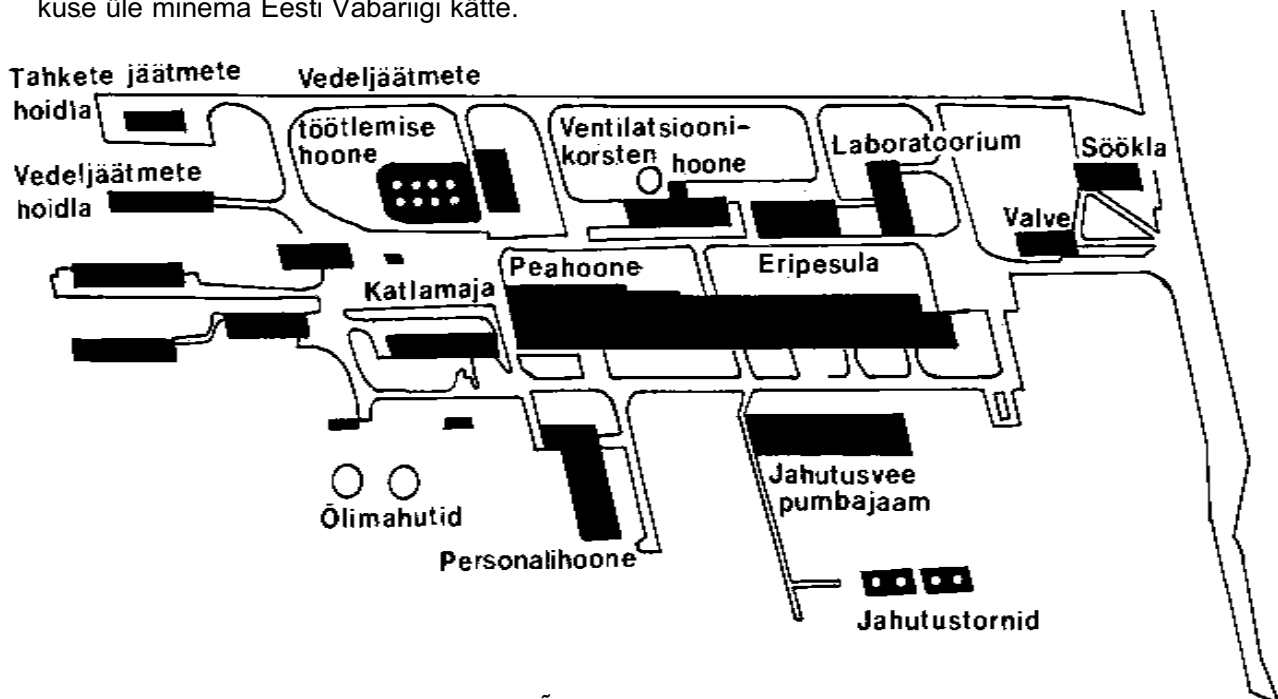 kuse üle minema Eesti Vabariigi kätte.
Tahkete jäätmete
hoidla
Vedeljäätmete
töötlemise
hoone
Ventilatsiooni-
korsten
hoone
Laboratoorium
Söökla
Vedeljäätmete
hoidla
Valve
Peahoone
Eripesula
Katlamaja
Õlimahutid
Jahutusvee
pumbajaam
Personalihoone
Jahutustornid